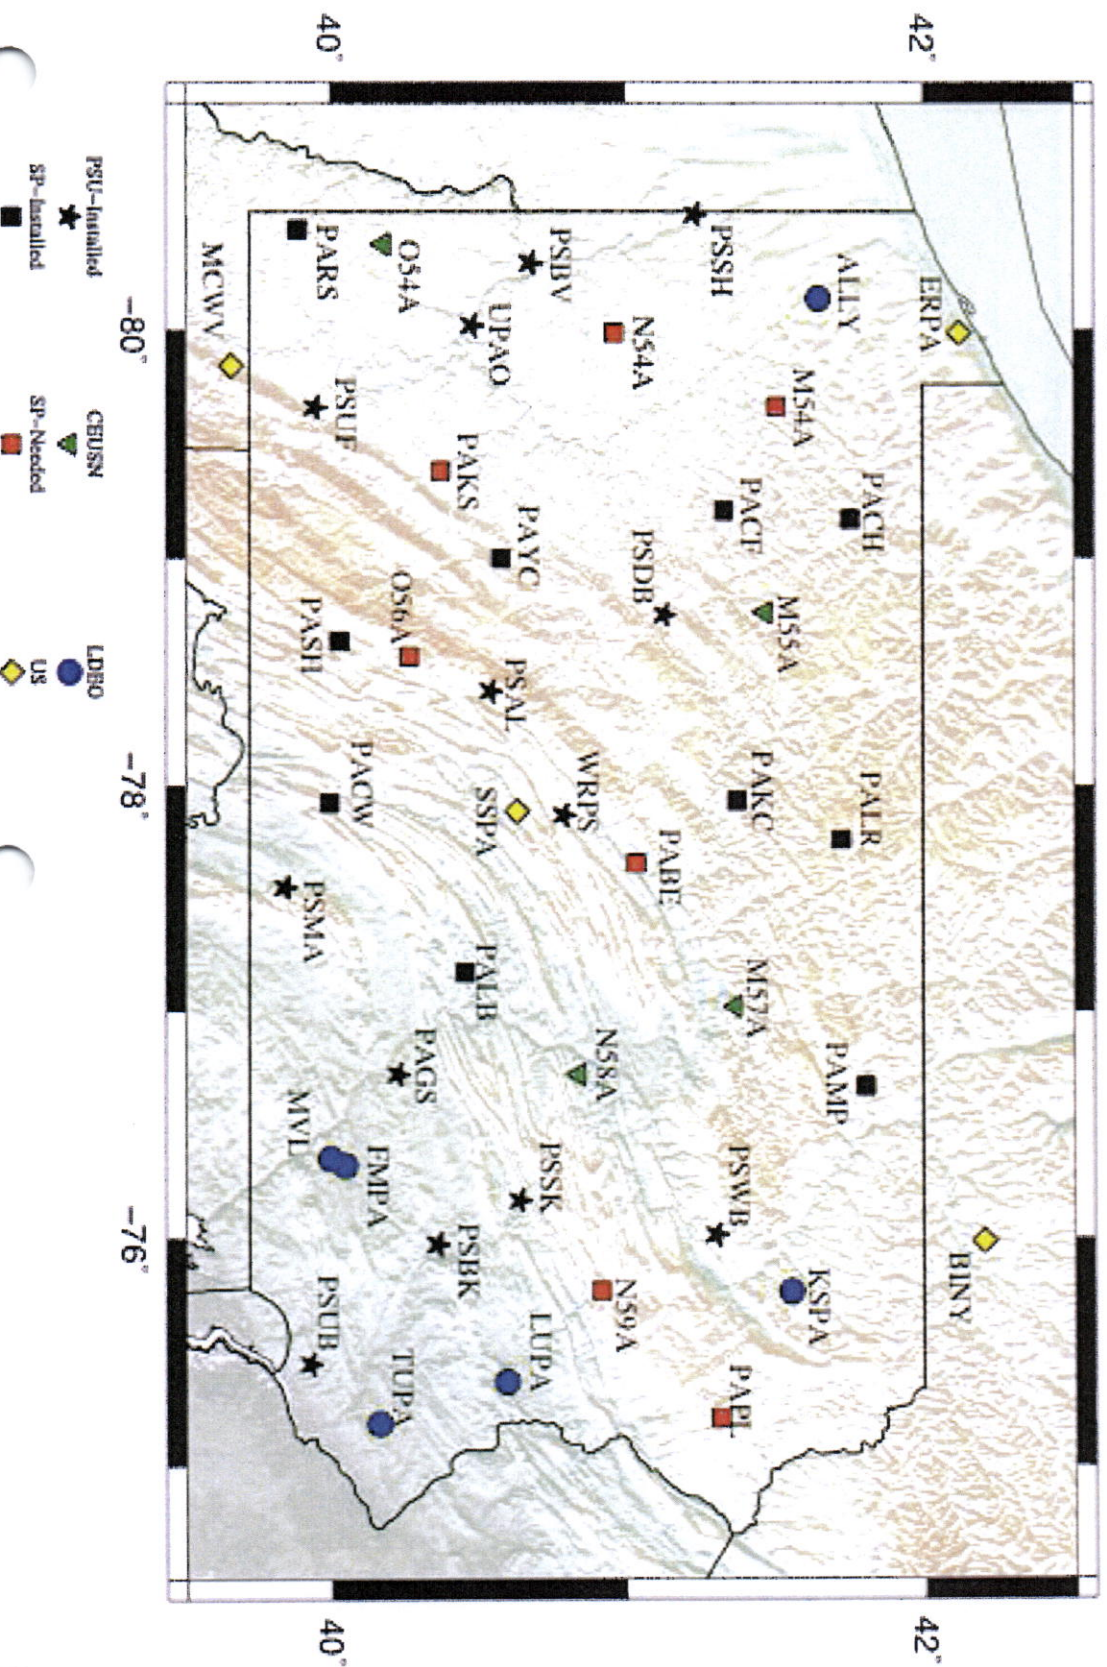 42°
42°
BINY
ERPA
PACH
PALR
ALLY
PAMP
KSPA
M54A
M55A
PAKC
M57A
PACF
PSWB
PAPL
PSSH
N54A
PSDB
PABE
N58A
N59A
WRPS
PSBV
PAYC
PSAL
PSSK
LUPA
UPAO
PAKS
SSPA
PALB
PSBK
O54A
O56A
PAGS
TUPA
FMPA
40°
PARS
PSUF
PASH
PACW
PSMA
MVL
PSUB
40°
MCWV
-80°
-78°
-76°
PSU-Installed
CEUSN
LDEO
SP-Installed
SP-Needed
US